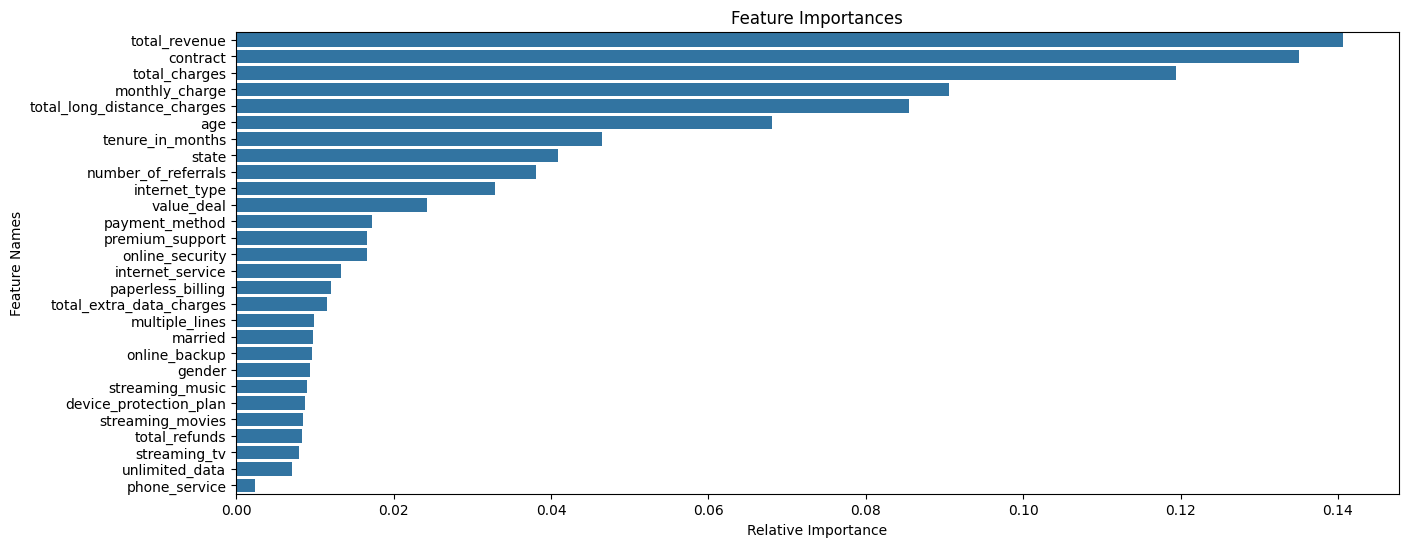 Feature Importances
Feature Names
total_revenue
contract
total_charges
monthly_charge
total_long_distance_charges
age
tenure_in_months
state
number_of_referrals
internet_type
value_deal
payment_method
premium_support
online_security
internet_service
paperless_billing
total_extra_data_charges
multiple_lines
married
online_backup
gender
streaming_music
device_protection_plan
streaming_movies
total_refunds
streaming_tv
unlimited_data
phone_service
0.00 0.02 0.04 0.06 0.08 0.10 0.12 0.14
Relative Importance